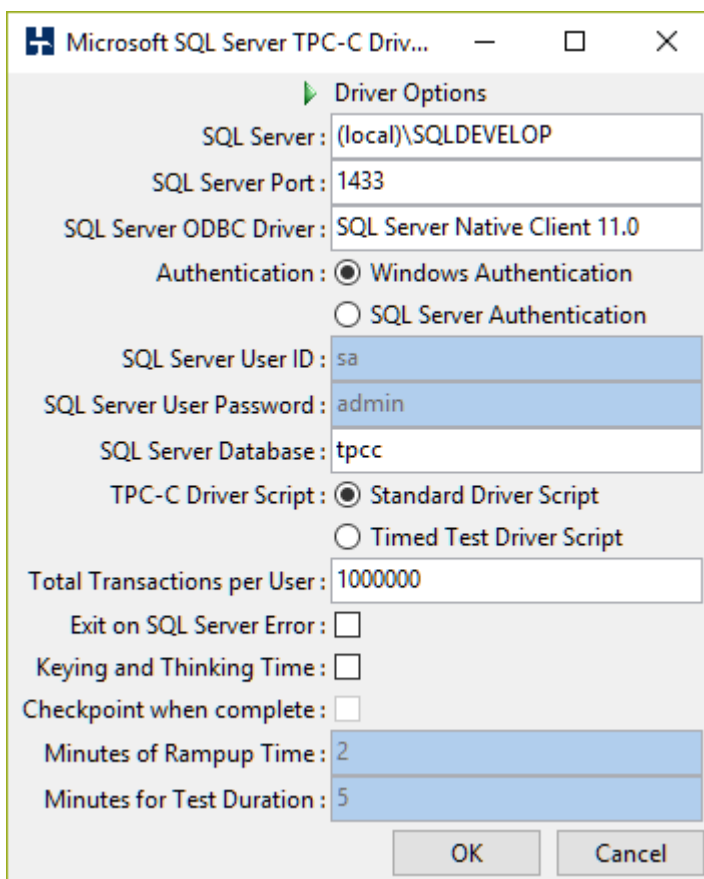 Microsoft SQL Server TPC-C Driv...
Driver Options
SQL Server : (local)\SQLDEVELOP
SQL Server Port : 1433
SQL Server ODBC Driver : SQL Server Native Client 11.0
Authentication : Windows Authentication
SQL Server Authentication
SQL Server User ID : sa
SQL Server User Password : admin
SQL Server Database : tpcc
TPC-C Driver Script : Standard Driver Script
Timed Test Driver Script
Total Transactions per User : 1000000
Exit on SQL Server Error :
Keying and Thinking Time :
Checkpoint when complete :
Minutes of Rampup Time : 2
Minutes for Test Duration : 5
OK Cancel